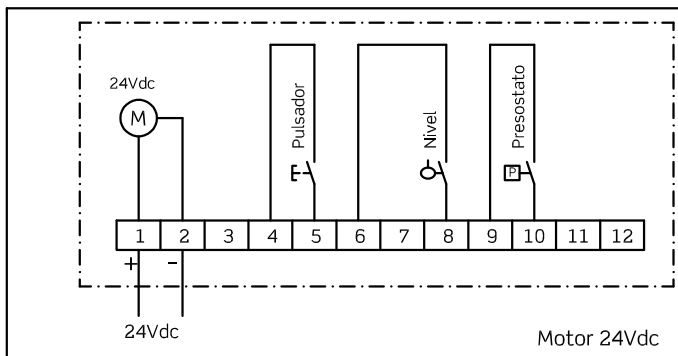 24Vdc
M
Pulsador
Nivel
Presostato
P
1 2 3 4 5 6 7 8 9 10 11 12
+ -
24Vdc
Motor 24Vdc